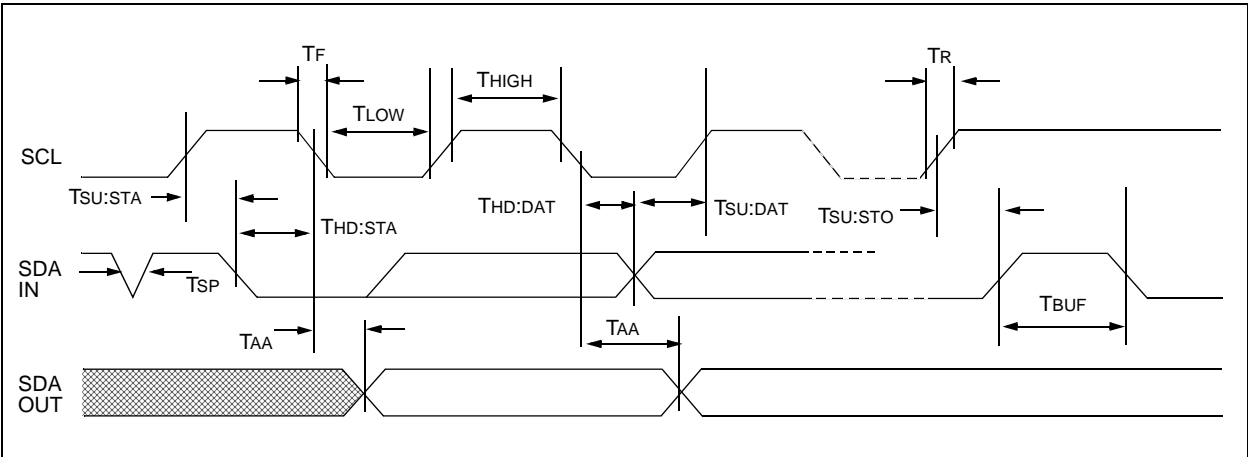 TF
TR
THIGH
TLOW
SCL
TSU:STA
THD:DAT
TSU:DAT
TSU:STO
THD:STA
SDA
IN
TSP
TBUF
TAA
TAA
SDA
OUT